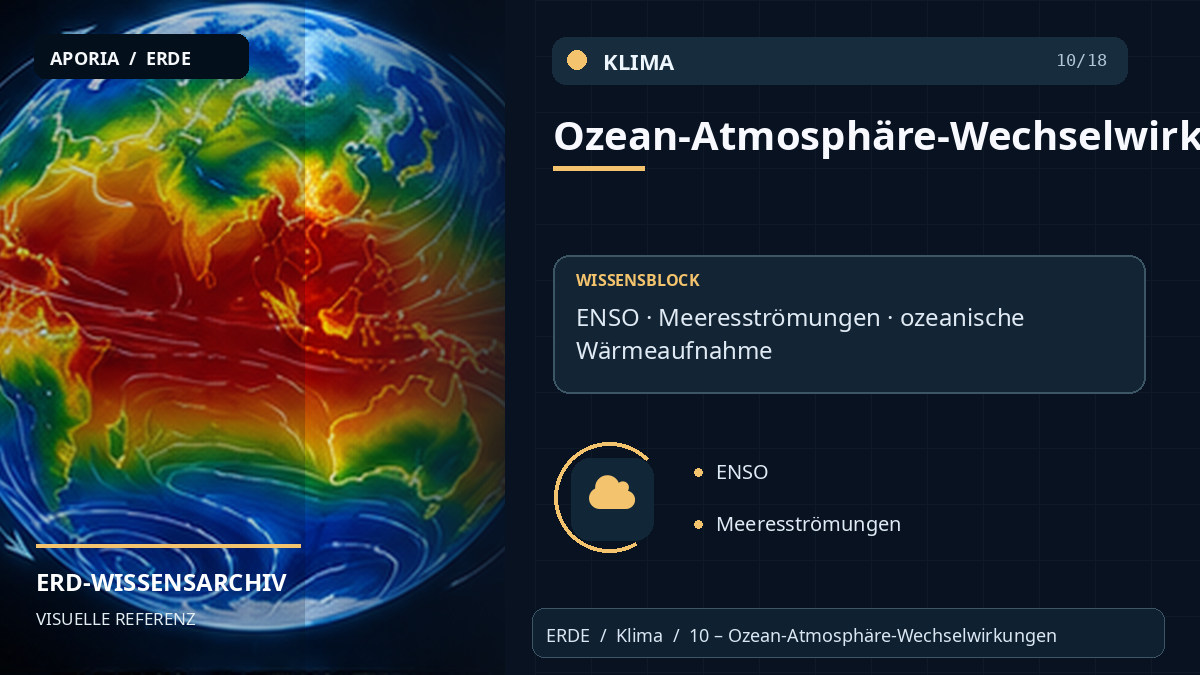 APORIA / ERDE
ERD-WISSENSARCHIV
VISUELLE REFERENZ
KLIMA
10/18
Ozean-Atmosphäre-Wechselwirk
WISSENSBLOCK
ENSO · Meeresströmungen · ozeanische
Wärmeaufnahme
ENSO
Meeresströmungen
ERDE / Klima / 10 – Ozean-Atmosphäre-Wechselwirkungen